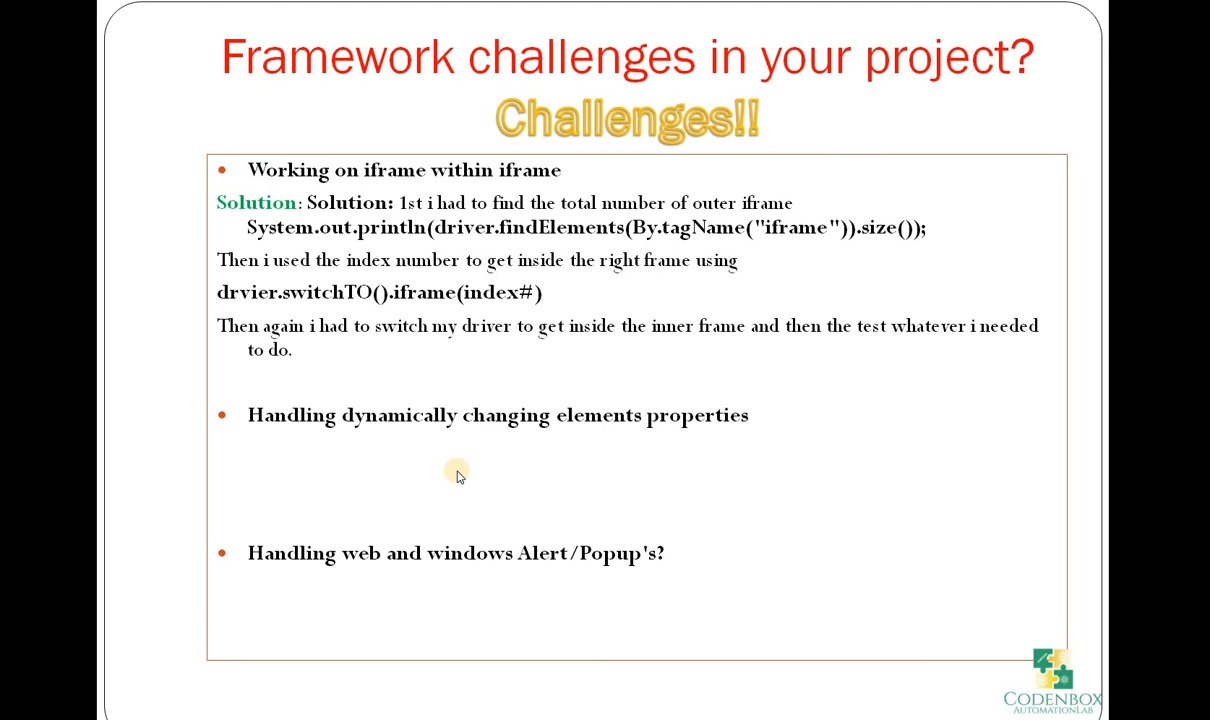 Framework challenges in your project?
Challenges!!
• Working on iframe within iframe
Solution: Solution: 1st i had to find the total number of outer iframe
System.out.println(driver.findElements(By.tagName("iframe")).size());
Then i used the index number to get inside the right frame using
drvier.switchTO().iframe(index#)
Then again i had to switch my driver to get inside the inner frame and then the test whatever i needed
to do.
• Handling dynamically changing elements properties
• Handling web and windows Alert/Popup's?
CODENBOX
AUTOMATIONLAB